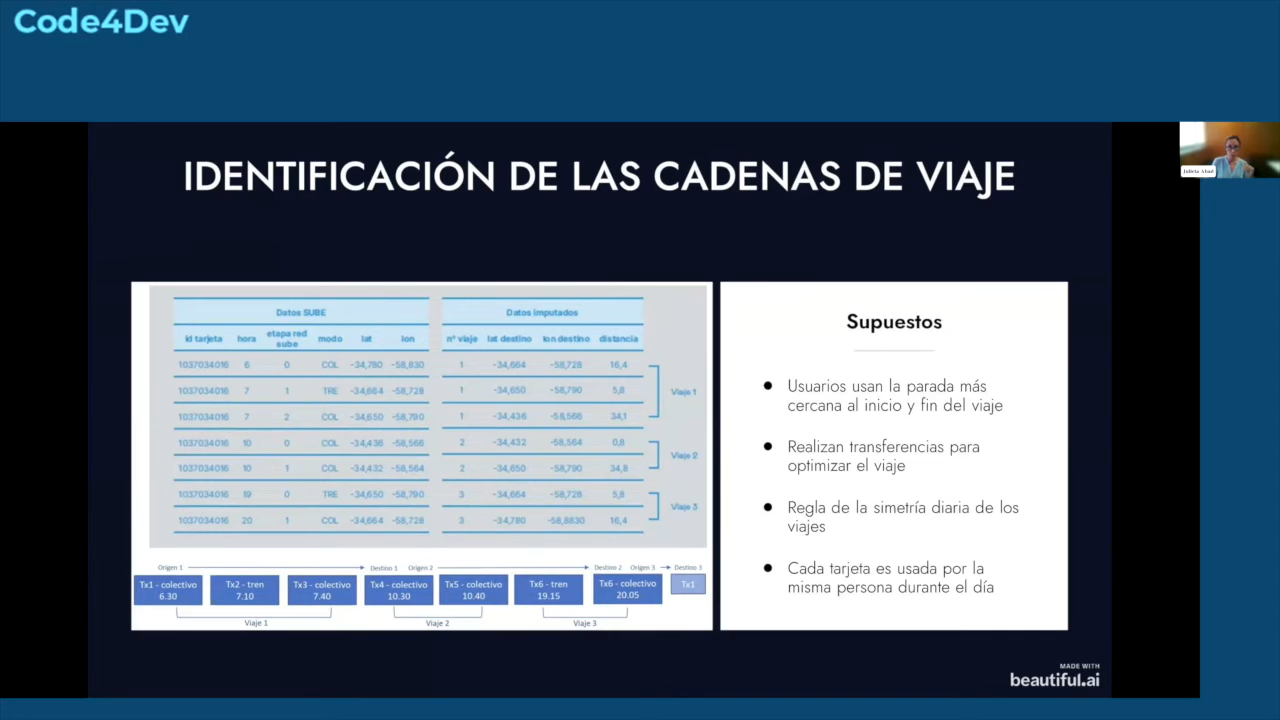 Code4Dev
Julieta Abad
IDENTIFICACIÓN DE LAS CADENAS DE VIAJE
Datos SUBE
Datos imputados
id tarjeta hora etapa red sube modo lat lon n° viaje lat destino lon destino distancia
1037034016 6 0 COL -34,780 -58,830 1 -34,664 -58,728 16,4
1037034016 7 1 TRE -34,664 -58,728 1 -34,650 -58,790 5,8
1037034016 7 2 COL -34,650 -58,790 1 -34,436 -58,566 34,1
1037034016 10 0 COL -34,436 -58,566 2 -34,432 -58,564 0,8
1037034016 10 1 COL -34,432 -58,564 2 -34,650 -58,790 34,8
1037034016 19 0 TRE -34,650 -58,790 3 -34,664 -58,728 5,8
1037034016 20 1 COL -34,664 -58,728 3 -34,780 -58,8830 16,4
Viaje 1
Viaje 2
Viaje 3
Origen 1 Destino 1 Origen 2 Destino 2 Origen 3 Destino 3
Tx1 - colectivo
6.30
Tx2 - tren
7.10
Tx3 - colectivo
7.40
Tx4 - colectivo
10.30
Tx5 - colectivo
10.40
Tx6 - tren
19.15
Tx6 - colectivo
20.05
Tx1
Viaje 1
Viaje 2
Viaje 3
Supuestos
Usuarios usan la parada más
cercana al inicio y fin del viaje
Realizan transferencias para
optimizar el viaje
Regla de la simetría diaria de los
viajes
Cada tarjeta es usada por la
misma persona durante el día
MADE WITH
beautiful.ai